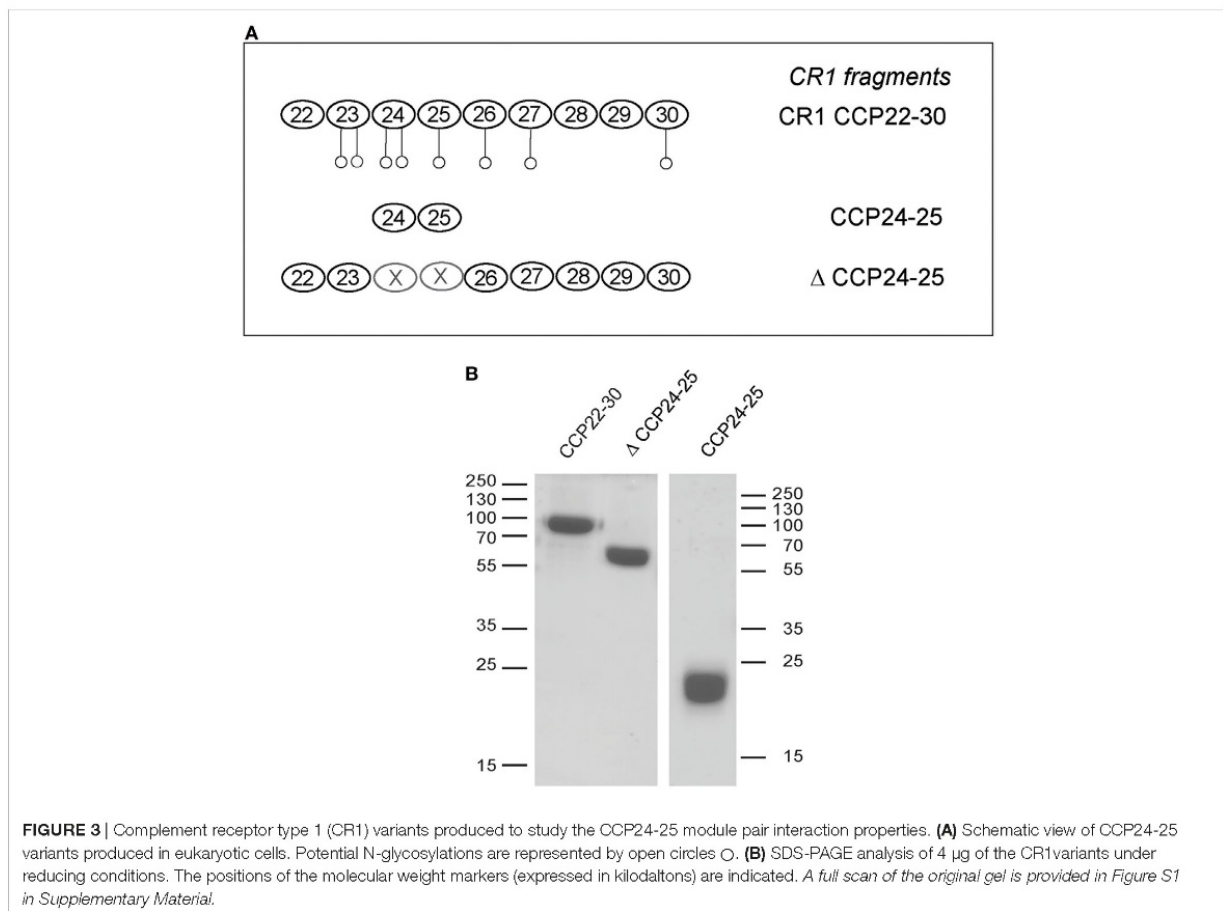 A
CR1 fragments
22 23 24 25 26 27 28 29 30 CR1 CCP22-30
24 25 CCP24-25
22 23 X X 26 27 28 29 30 Δ CCP24-25
B
CCP22-30 Δ CCP24-25 CCP24-25
250
130
100
70
55
35
25
15
250
130
100
70
55
35
25
15
FIGURE 3 | Complement receptor type 1 (CR1) variants produced to study the CCP24-25 module pair interaction properties. (A) Schematic view of CCP24-25
variants produced in eukaryotic cells. Potential N-glycosylations are represented by open circles ○. (B) SDS-PAGE analysis of 4 μg of the CR1variants under
reducing conditions. The positions of the molecular weight markers (expressed in kilodaltons) are indicated. A full scan of the original gel is provided in Figure S1
in Supplementary Material.